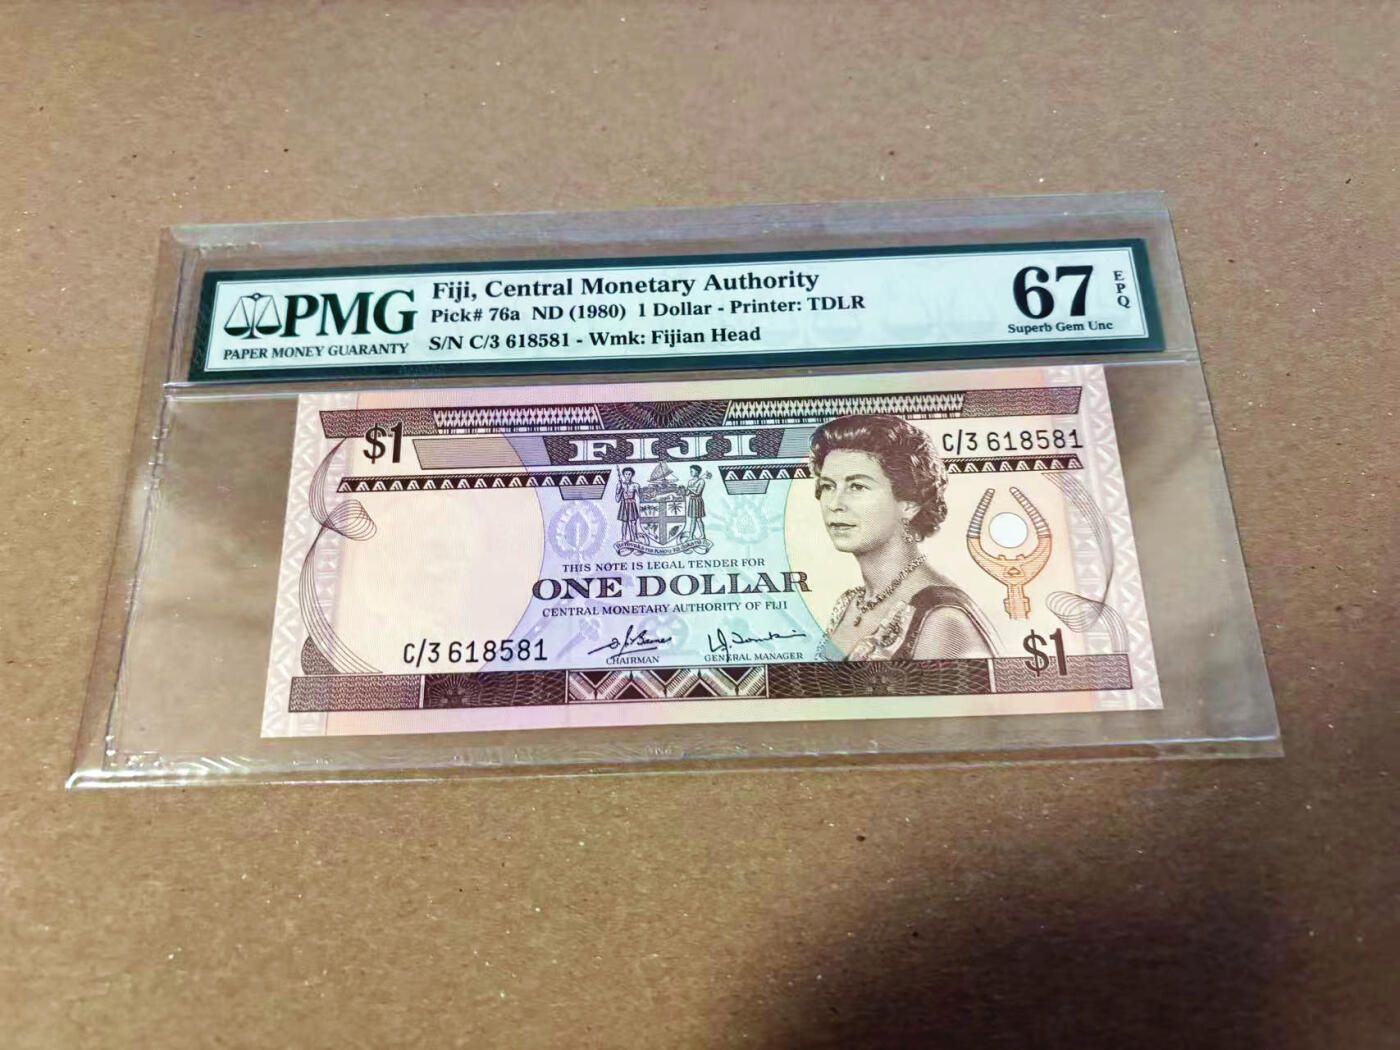 PMG
PAPER MONEY GUARANTY
Fiji, Central Monetary Authority
Pick# 76a ND (1980) 1 Dollar - Printer: TDLR
S/N C/3 618581 - Wmk: Fijian Head
67
EPQ
Superb Gem Unc
$1
FIJI
C/3 618581
THIS NOTE IS LEGAL TENDER FOR
ONE DOLLAR
CENTRAL MONETARY AUTHORITY OF FIJI
C/3 618581
CHAIRMAN
GENERAL MANAGER
$1